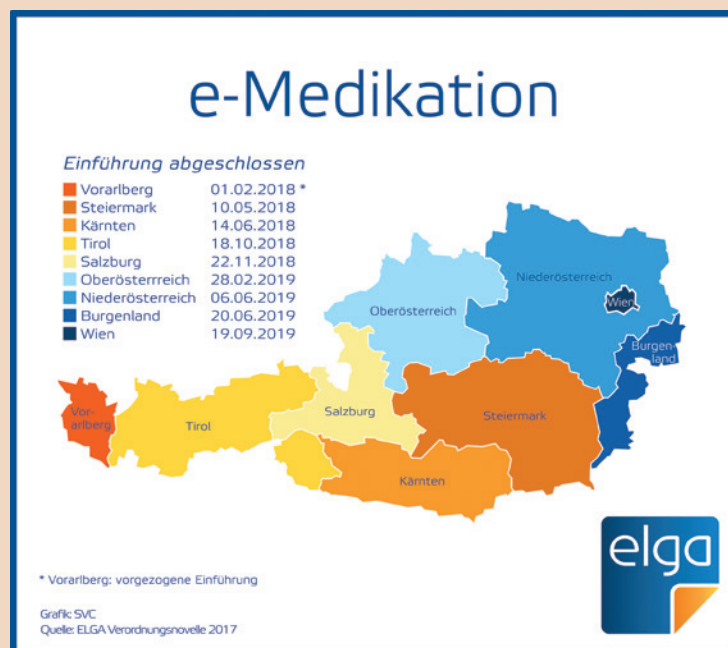 e-Medikation
Einführung abgeschlossen
Vorarlberg 01.02.2018 *
Steiermark 10.05.2018
Kärnten 14.06.2018
Tirol 18.10.2018
Salzburg 22.11.2018
Oberösterrreich 28.02.2019
Niederösterreich 06.06.2019
Burgenland 20.06.2019
Wien 19.09.2019
Niederösterreich
Wien
Oberösterreich
Burgen-
land
Vor-
arlberg
Tirol
Salzburg
Steiermark
Kärnten
elga
* Vorarlberg: vorgezogene Einführung
Grafik: SVC
Quelle: ELGA Verordnungsnovelle 2017